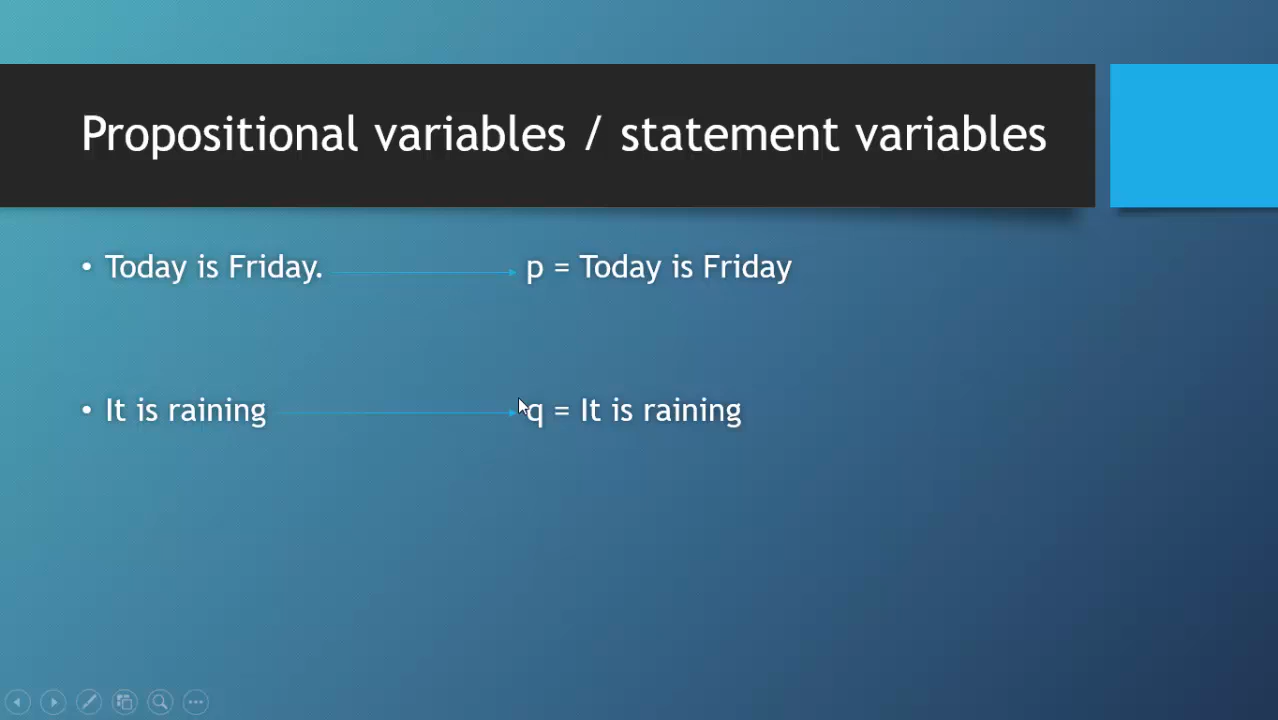 Propositional variables / statement variables
• Today is Friday. p = Today is Friday
• It is raining q = It is raining